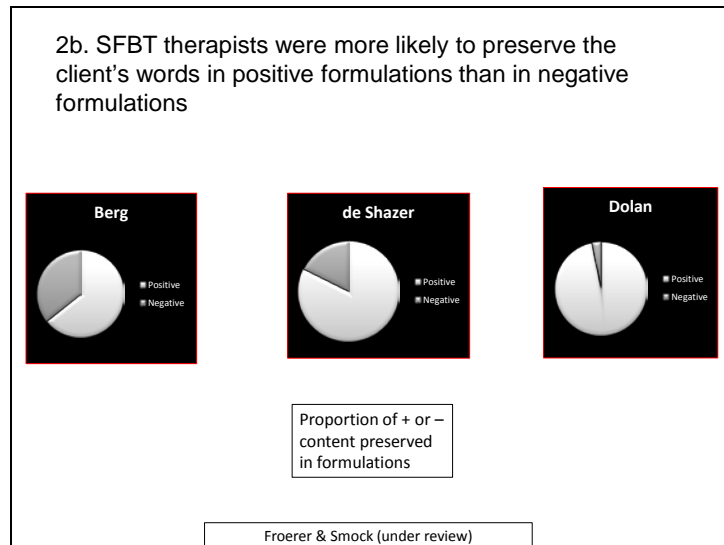 2b. SFBT therapists were more likely to preserve the
client’s words in positive formulations than in negative
formulations
Berg
Positive
Negative
de Shazer
Positive
Negative
Dolan
Positive
Negative
Proportion of + or –
content preserved
in formulations
Froerer & Smock (under review)